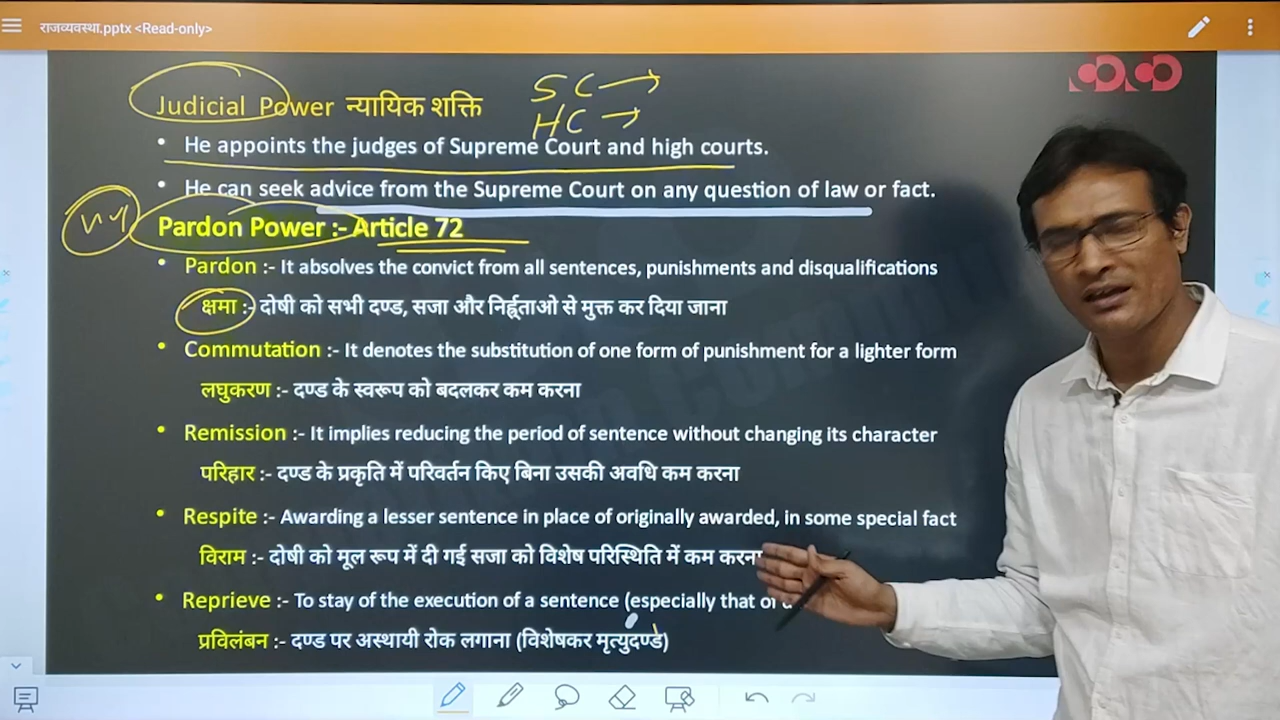 राजव्यवस्था.pptx <Read-only>
Judicial Power न्यायिक शक्ति
SC →
HC →
• He appoints the judges of Supreme Court and high courts.
• He can seek advice from the Supreme Court on any question of law or fact.
Pardon Power :- Article 72
• Pardon :- It absolves the convict from all sentences, punishments and disqualifications
क्षमा :- दोषी को सभी दण्ड, सजा और निर्हूताओ से मुक्त कर दिया जाना
• Commutation :- It denotes the substitution of one form of punishment for a lighter form
लघुकरण :- दण्ड के स्वरूप को बदलकर कम करना
• Remission :- It implies reducing the period of sentence without changing its character
परिहार :- दण्ड के प्रकृति में परिवर्तन किए बिना उसकी अवधि कम करना
• Respite :- Awarding a lesser sentence in place of originally awarded, in some special fact
विराम :- दोषी को मूल रूप में दी गई सजा को विशेष परिस्थिति में कम करना
• Reprieve :- To stay of the execution of a sentence (especially that of
प्रविलंबन :- दण्ड पर अस्थायी रोक लगाना (विशेषकर मृत्युदण्ड)